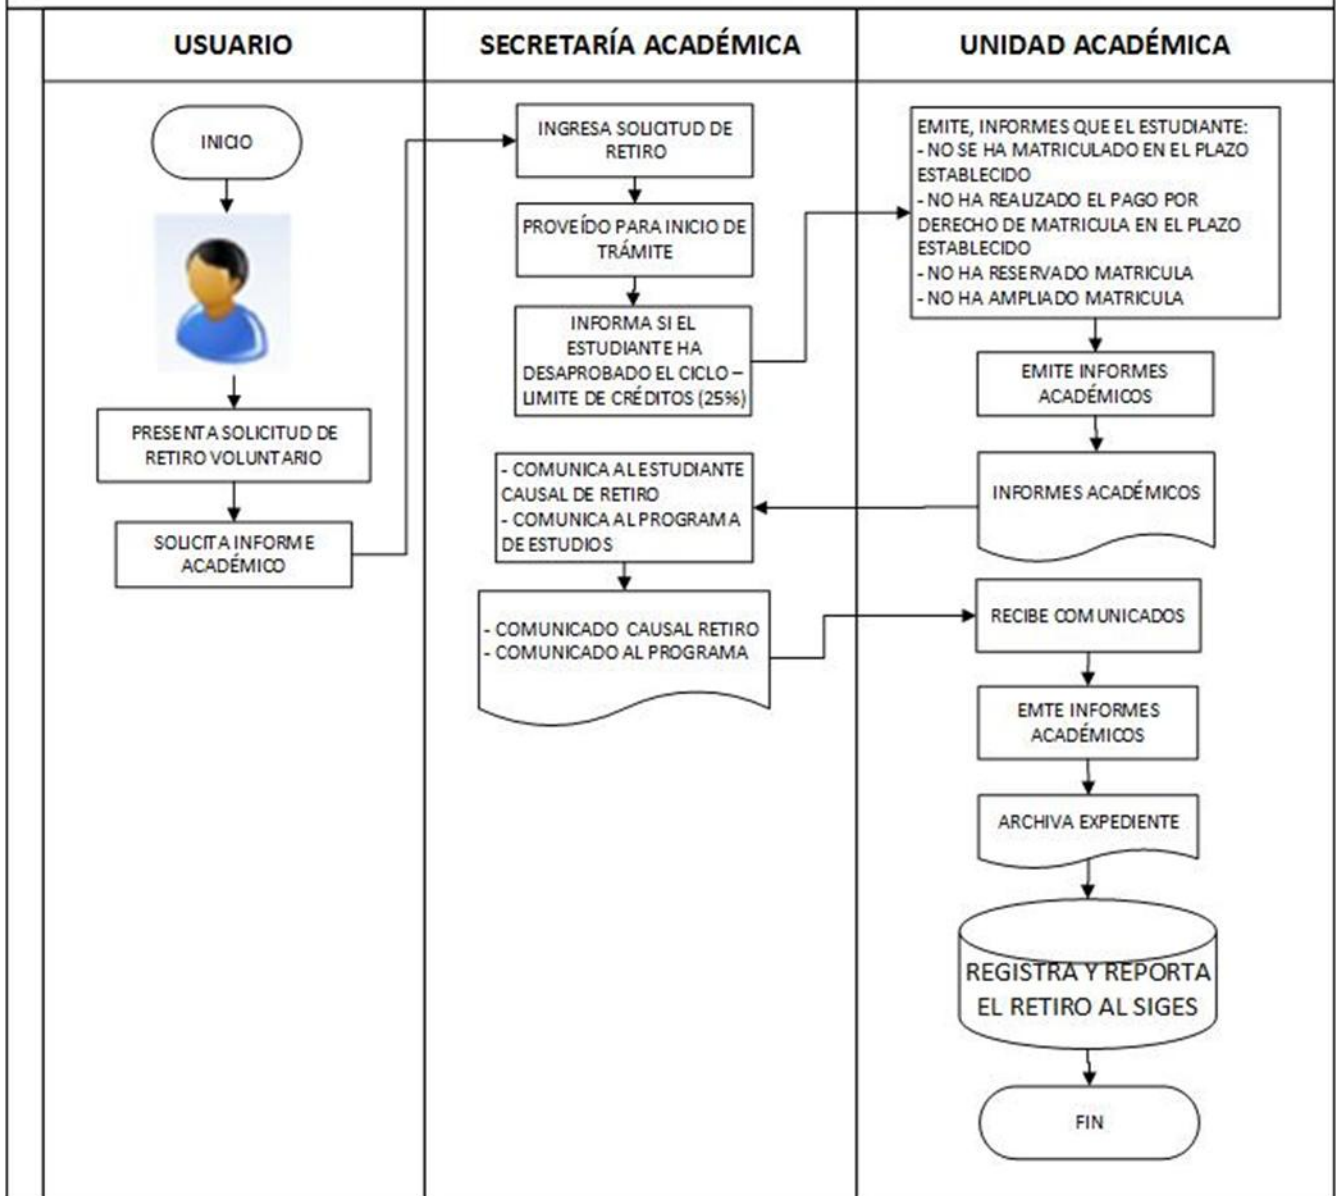 USUARIO
SECRETARÍA ACADÉMICA
UNIDAD ACADÉMICA
INICIO
PRESENTA SOLICITUD DE
RETIRO VOLUNTARIO
SOLICITA INFORME
ACADÉMICO
INGRESA SOLICITUD DE
RETIRO
PROVEÍDO PARA INICIO DE
TRÁMITE
INFORMA SI EL
ESTUDIANTE HA
DESAPROBADO EL CICLO –
LIMITE DE CRÉDITOS (25%)
- COMUNICA AL ESTUDIANTE
CAUSAL DE RETIRO
- COMUNICA AL PROGRAMA
DE ESTUDIOS
- COMUNICADO CAUSAL RETIRO
- COMUNICADO AL PROGRAMA
EMITE, INFORMES QUE EL ESTUDIANTE:
- NO SE HA MATRICULADO EN EL PLAZO
ESTABLECIDO
- NO HA REALIZADO EL PAGO POR
DERECHO DE MATRICULA EN EL PLAZO
ESTABLECIDO
- NO HA RESERVADO MATRICULA
- NO HA AMPLIADO MATRICULA
EMITE INFORMES
ACADÉMICOS
INFORMES ACADÉMICOS
RECIBE COMUNICADOS
EMTE INFORMES
ACADÉMICOS
ARCHIVA EXPEDIENTE
REGISTRA Y REPORTA
EL RETIRO AL SIGES
FIN